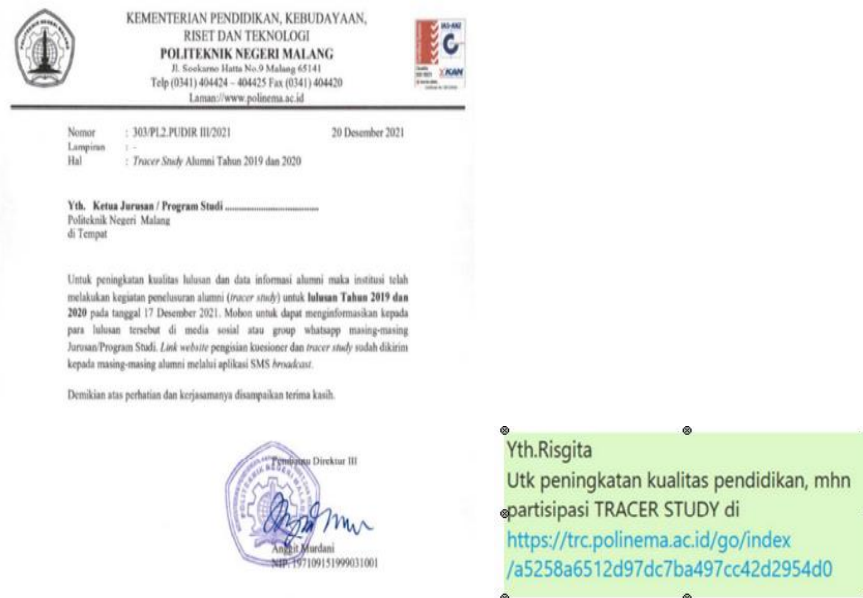 KEMENTERIAN PENDIDIKAN, KEBUDAYAAN,
RISET DAN TEKNOLOGI
POLITEKNIK NEGERI MALANG
Jl. Soekarno Hatta No.9 Malang 65141
Telp (0341) 404424 – 404425 Fax (0341) 404420
Laman://www.polinema.ac.id
KAN
Nomor : 303/PL2.PUDIR III/2021 20 Desember 2021
Lampiran : -
Hal : Tracer Study Alumni Tahun 2019 dan 2020
Yth. Ketua Jurusan / Program Studi ....................................
Politeknik Negeri Malang
di Tempat
Untuk peningkatan kualitas lulusan dan data informasi alumni maka institusi telah
melakukan kegiatan penelusuran alumni (tracer study) untuk lulusan Tahun 2019 dan
2020 pada tanggal 17 Desember 2021. Mohon untuk dapat menginformasikan kepada
para lulusan tersebut di media sosial atau group whatsapp masing-masing
Jurusan/Program Studi. Link website pengisian kuesioner dan tracer study sudah dikirim
kepada masing-masing alumni melalui aplikasi SMS broadcast.
Demikian atas perhatian dan kerjasamanya disampaikan terima kasih.
Pembantu Direktur III
Anggit Murdani
NIP. 197109151999031001
Yth.Risgita
Utk peningkatan kualitas pendidikan, mhn
partisipasi TRACER STUDY di
https://trc.polinema.ac.id/go/index
/a5258a6512d97dc7ba497cc42d2954d0